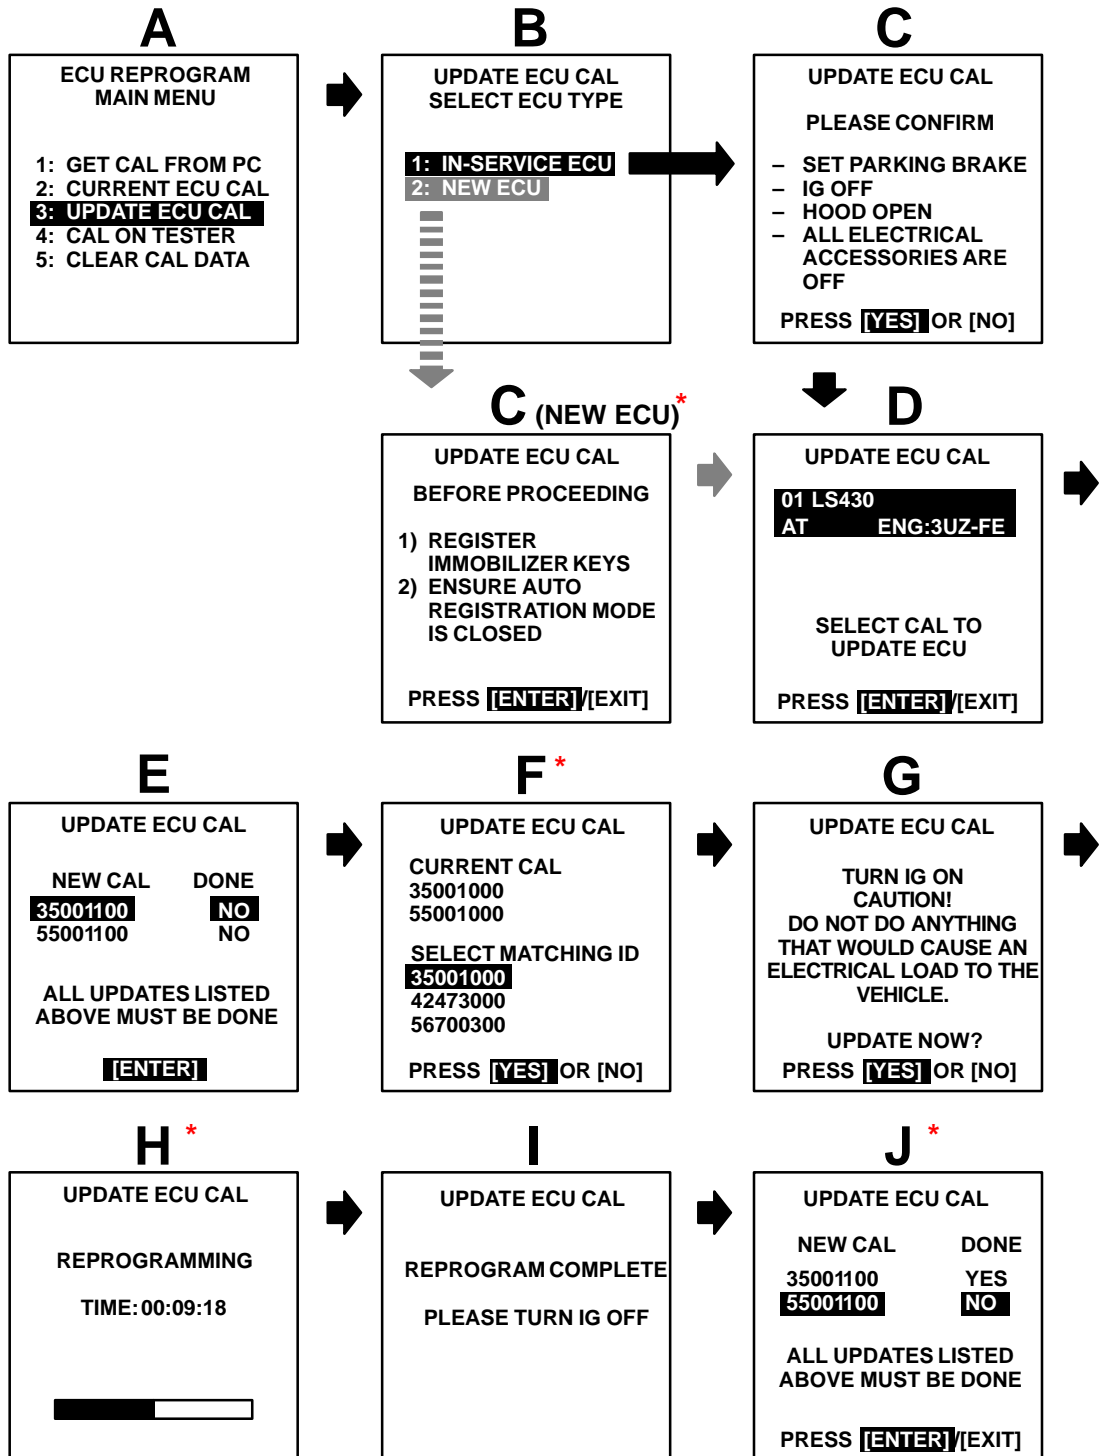 A
ECU REPROGRAM
MAIN MENU
1: GET CAL FROM PC
2: CURRENT ECU CAL
3: UPDATE ECU CAL
4: CAL ON TESTER
5: CLEAR CAL DATA
B
UPDATE ECU CAL
SELECT ECU TYPE
1: IN-SERVICE ECU
2: NEW ECU
C
UPDATE ECU CAL
PLEASE CONFIRM
– SET PARKING BRAKE
– IG OFF
– HOOD OPEN
– ALL ELECTRICAL
ACCESSORIES ARE
OFF
PRESS [YES] OR [NO]
C (NEW ECU)*
UPDATE ECU CAL
BEFORE PROCEEDING
1) REGISTER
IMMOBILIZER KEYS
2) ENSURE AUTO
REGISTRATION MODE
IS CLOSED
PRESS [ENTER]/[EXIT]
D
UPDATE ECU CAL
01 LS430
AT ENG:3UZ-FE
SELECT CAL TO
UPDATE ECU
PRESS [ENTER]/[EXIT]
E
UPDATE ECU CAL
NEW CAL DONE
35001100 NO
55001100 NO
ALL UPDATES LISTED
ABOVE MUST BE DONE
[ENTER]
F *
UPDATE ECU CAL
CURRENT CAL
35001000
55001000
SELECT MATCHING ID
35001000
42473000
56700300
PRESS [YES] OR [NO]
G
UPDATE ECU CAL
TURN IG ON
CAUTION!
DO NOT DO ANYTHING
THAT WOULD CAUSE AN
ELECTRICAL LOAD TO THE
VEHICLE.
UPDATE NOW?
PRESS [YES] OR [NO]
H *
UPDATE ECU CAL
REPROGRAMMING
TIME: 00:09:18
I
UPDATE ECU CAL
REPROGRAM COMPLETE
PLEASE TURN IG OFF
J *
UPDATE ECU CAL
NEW CAL DONE
35001100 YES
55001100 NO
ALL UPDATES LISTED
ABOVE MUST BE DONE
PRESS [ENTER]/[EXIT]